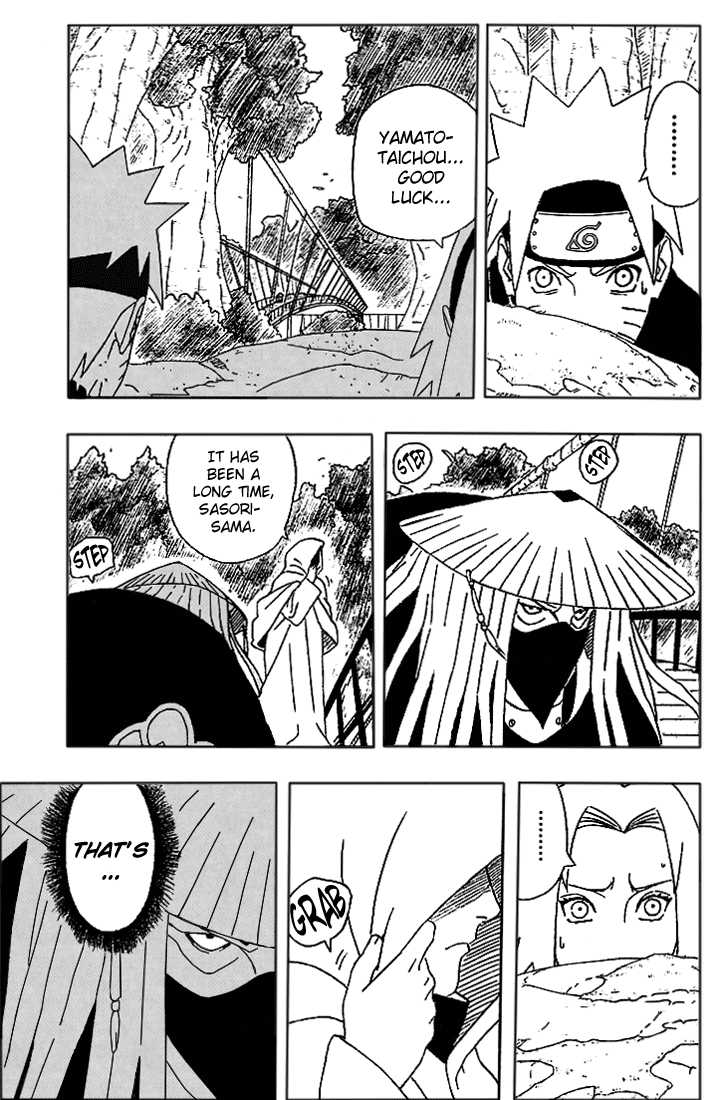 .........
YAMATO-
TAICHOU...
GOOD
LUCK...
STEP
STEP
IT HAS
BEEN A
LONG TIME,
SASORI-
SAMA.
STEP
.........
GRAB
THAT'S
...